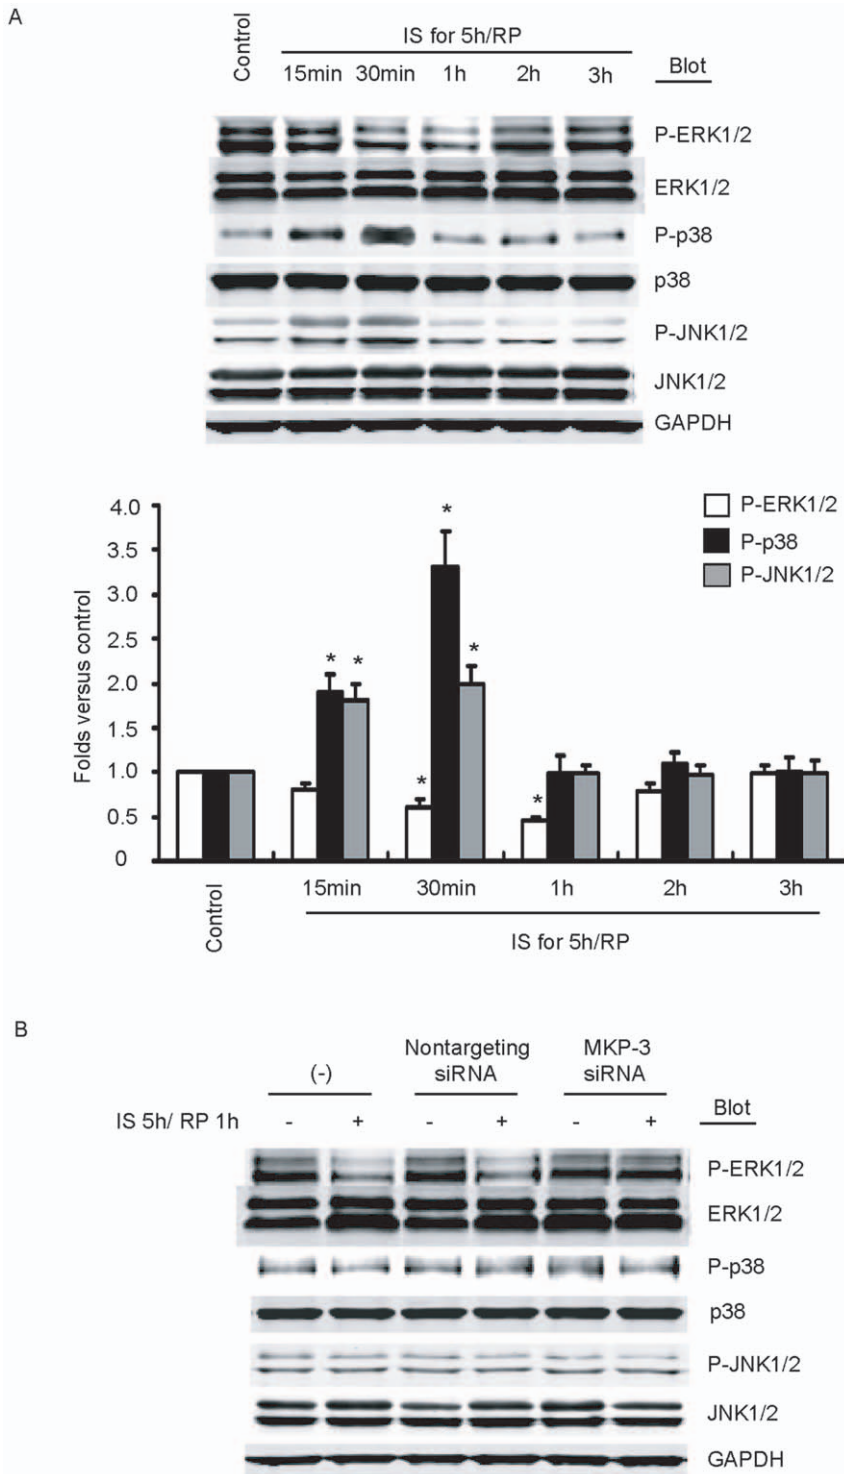 A
IS for 5h/RP
Control 15min 30min 1h 2h 3h Blot
P-ERK1/2
ERK1/2
P-p38
p38
P-JNK1/2
JNK1/2
GAPDH
Folds versus control
4.0
3.5
3.0
2.5
2.0
1.5
1.0
0.5
0
* * * * * *
P-ERK1/2
P-p38
P-JNK1/2
Control 15min 30min 1h 2h 3h
IS for 5h/RP
B
(-) Nontargeting siRNA MKP-3 siRNA
Blot
IS 5h/ RP 1h - + - + - +
P-ERK1/2
ERK1/2
P-p38
p38
P-JNK1/2
JNK1/2
GAPDH